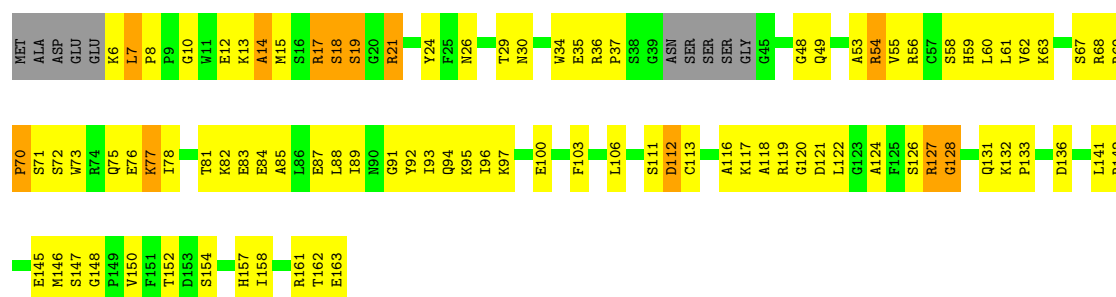 MET ALA ASP GLU GLU K6 L7 P8 P9 G10 W11 E12 K13 A14 M15 S16 R17 S18 S19 G20 R21 Y24 F25 N26 T29 N30 W34 E35 R36 P37 S38 G39 ASN SER SER SER GLY G45 G48 Q49 A53 R54 V55 R56 C57 S58 H59 L60 L61 V62 K63 S67 R68
P70 S71 S72 W73 R74 Q75 E76 K77 I78 T81 K82 E83 E84 A85 L86 E87 L88 I89 N90 G91 Y92 I93 Q94 K95 I96 K97 E100 F103 L106 S111 D112 C113 A116 K117 A118 R119 G120 D121 L122 G123 A124 F125 S126 R127 G128 Q131 K132 P133 D136 L141
E145 M146 S147 G148 P149 V150 F151 T152 D153 S154 H157 I158 R161 T162 E163